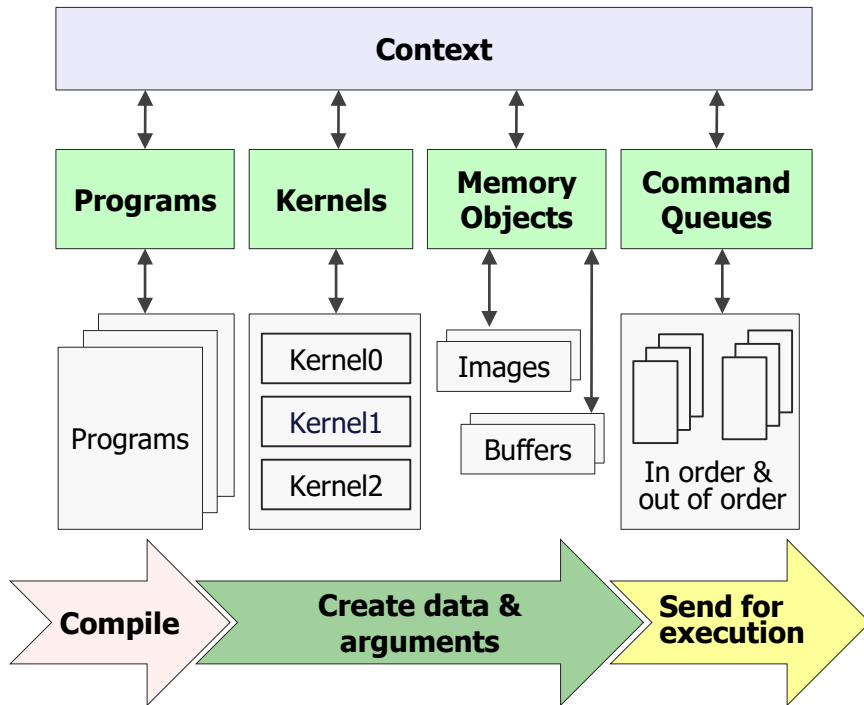 Context
Programs
Kernels
Memory
Objects
Command
Queues
Programs
Kernel0
Kernel1
Kernel2
Images
Buffers
In order &
out of order
Compile
Create data &
arguments
Send for
execution